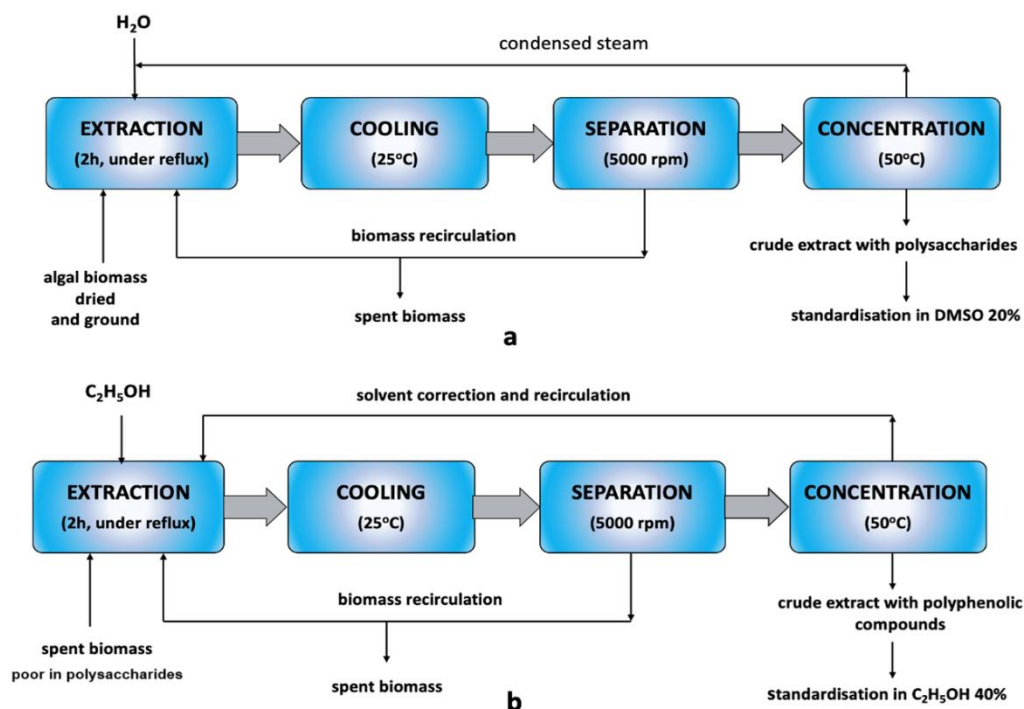 H₂O
condensed steam
EXTRACTION
(2h, under reflux)
COOLING
(25°C)
SEPARATION
(5000 rpm)
CONCENTRATION
(50°C)
biomass recirculation
crude extract with polysaccharides
algal biomass
dried
and ground
spent biomass
standardisation in DMSO 20%
a
C₂H₅OH
solvent correction and recirculation
EXTRACTION
(2h, under reflux)
COOLING
(25°C)
SEPARATION
(5000 rpm)
CONCENTRATION
(50°C)
biomass recirculation
crude extract with polyphenolic
compounds
spent biomass
poor in polysaccharides
spent biomass
standardisation in C₂H₅OH 40%
b